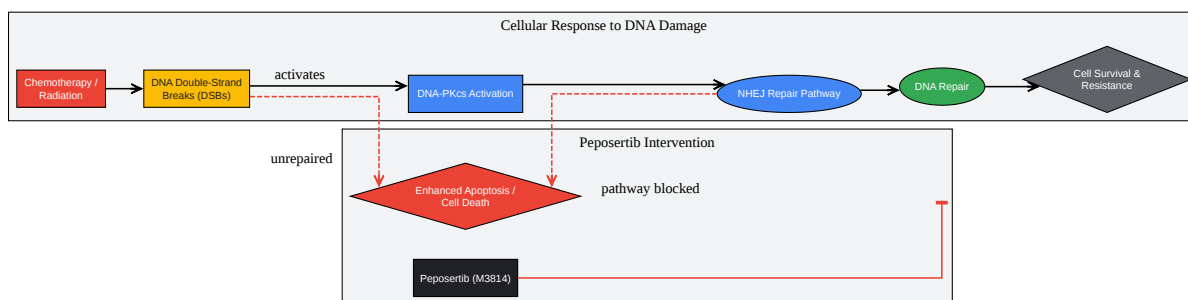 Cellular Response to DNA Damage
Chemotherapy /
Radiation
DNA Double-Strand
Breaks (DSBs)
activates
DNA-PKcs Activation
NHEJ Repair Pathway
DNA Repair
Cell Survival &
Resistance
Peposertib Intervention
unrepaired
Enhanced Apoptosis /
Cell Death
pathway blocked
Peposertib (M3814)